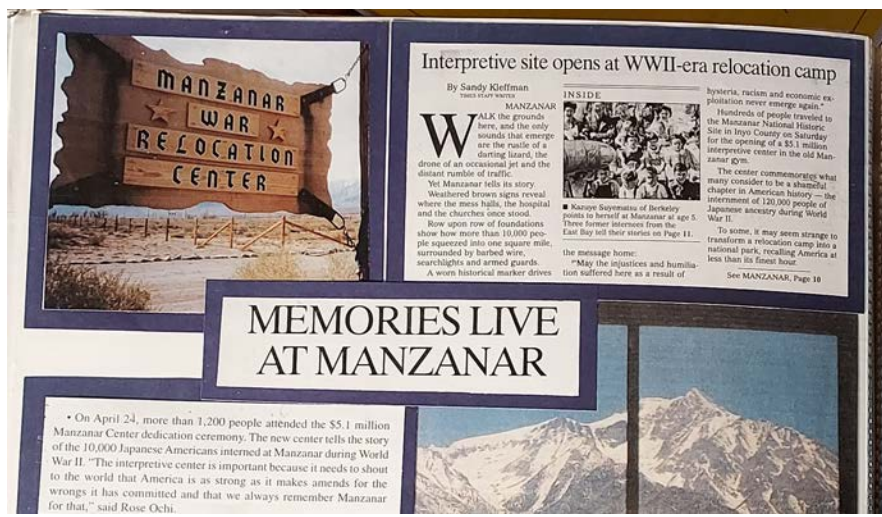 MANZANAR
WAR
RELOCATION
CENTER
Interpretive site opens at WWII-era relocation camp
By Sandy Kleffman
TIMES STAFF WRITER
MANZANAR
WALK the grounds
here, and the only
sounds that emerge
are the rustle of a
darting lizard, the
drone of an occasional jet and the
distant rumble of traffic.
Yet Manzanar tells its story.
Weathered brown signs reveal
where the mess halls, the hospital
and the churches once stood.
Row upon row of foundations
show how more than 10,000 peo-
ple squeezed into one square mile,
surrounded by barbed wire,
searchlights and armed guards.
A worn historical marker drives
INSIDE
■ Kazuye Suyematsu of Berkeley
points to herself at Manzanar at age 5.
Three former internees from the
East Bay tell their stories on Page 11.
the message home:
"May the injustices and humilia-
tion suffered here as a result of
hysteria, racism and economic ex-
ploitation never emerge again."
Hundreds of people traveled to
the Manzanar National Historic
Site in Inyo County on Saturday
for the opening of a $5.1 million
interpretive center in the old Man-
zanar gym.
The center commemorates what
many consider to be a shameful
chapter in American history — the
internment of 120,000 people of
Japanese ancestry during World
War II.
To some, it may seem strange to
transform a relocation camp into a
national park, recalling America at
less than its finest hour.
See MANZANAR, Page 10
MEMORIES LIVE
AT MANZANAR
• On April 24, more than 1,200 people attended the $5.1 million
Manzanar Center dedication ceremony. The new center tells the story
of the 10,000 Japanese Americans interned at Manzanar during World
War II. "The interpretive center is important because it needs to shout
to the world that America is as strong as it makes amends for the
wrongs it has committed and that we always remember Manzanar
for that," said Rose Ochi.